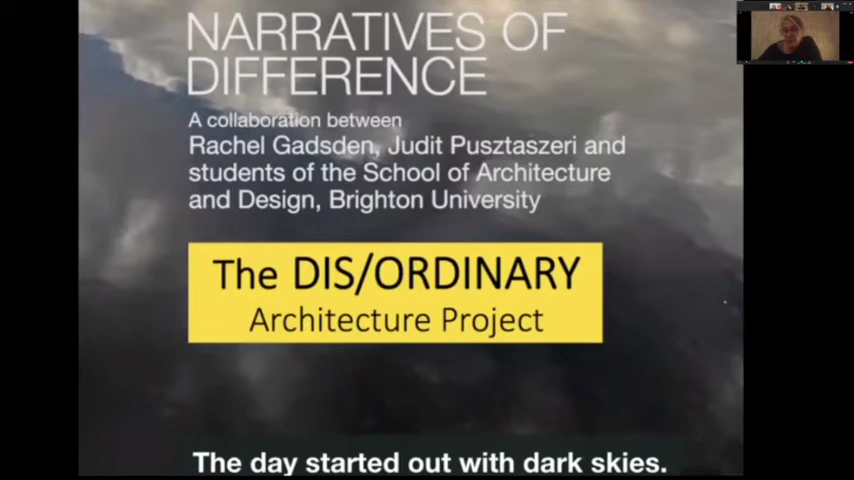 NARRATIVES OF
DIFFERENCE
A collaboration between
Rachel Gadsden, Judit Pusztaszeri and
students of the School of Architecture
and Design, Brighton University
The DIS/ORDINARY
Architecture Project
The day started out with dark skies.